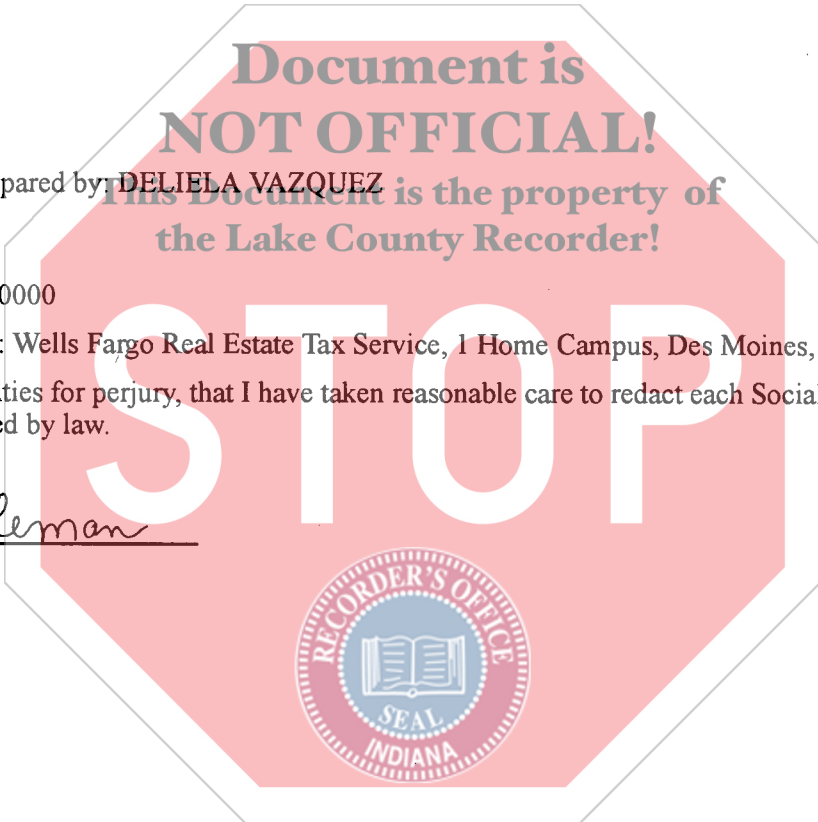 Document is
NOT OFFICIAL!
pared by: DELIELA VAZQUEZ
This Document is the property of
the Lake County Recorder!
0000
: Wells Fargo Real Estate Tax Service, 1 Home Campus, Des Moines,
ties for perjury, that I have taken reasonable care to redact each Social
ed by law.
STOP
leman
RECORDER'S OFFICE
SEAL
INDIANA